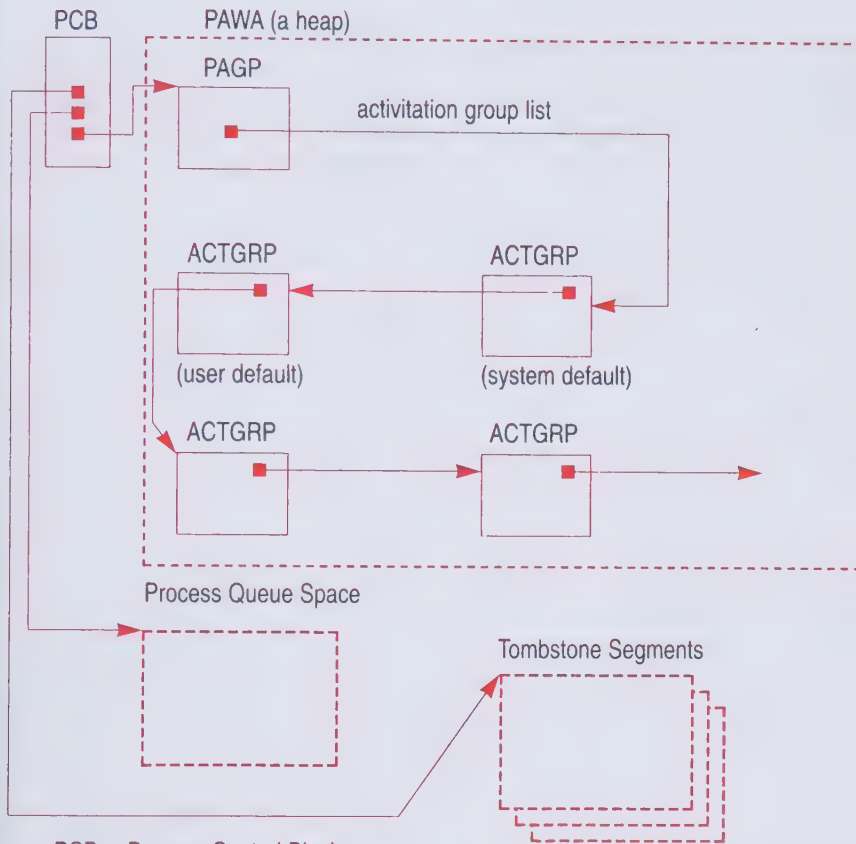 PCB
PAWA (a heap)
PAGP
activitation group list
ACTGRP
ACTGRP
(user default)
(system default)
ACTGRP
ACTGRP
Process Queue Space
Tombstone Segments